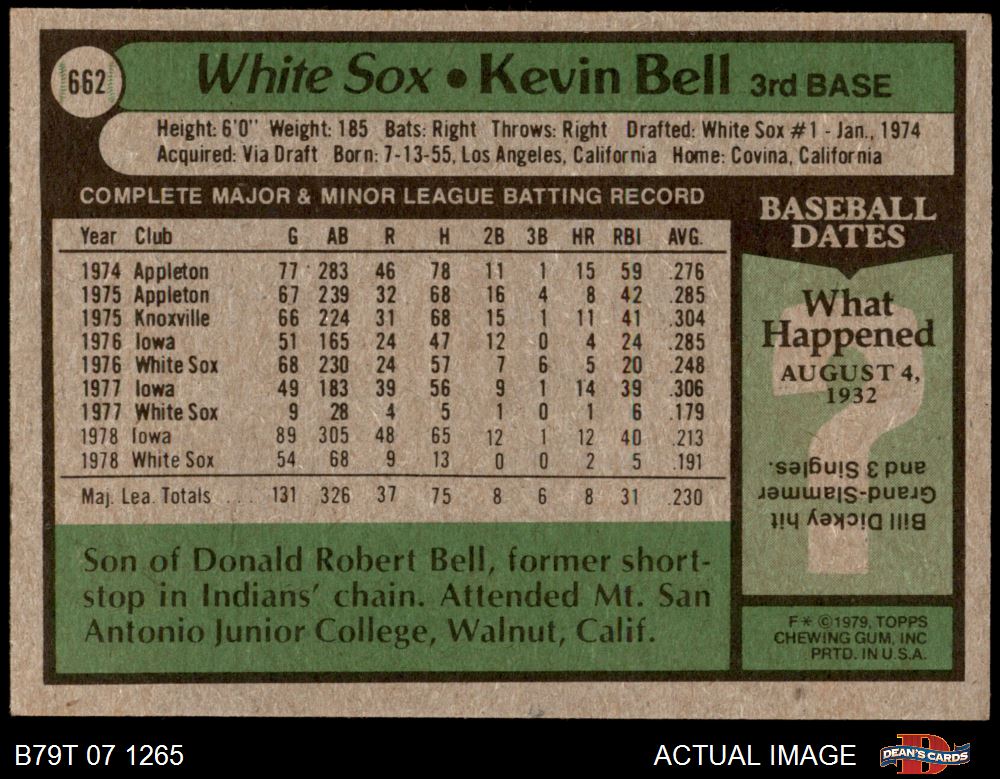 662
White Sox • Kevin Bell 3rd BASE
Height: 6'0" Weight: 185 Bats: Right Throws: Right Drafted: White Sox #1 - Jan., 1974
Acquired: Via Draft Born: 7-13-55, Los Angeles, California Home: Covina, California
COMPLETE MAJOR & MINOR LEAGUE BATTING RECORD
Year Club G AB R H 2B 3B HR RBI AVG.
1974 Appleton 77 283 46 78 11 1 15 59 .276
1975 Appleton 67 239 32 68 16 4 8 42 .285
1975 Knoxville 66 224 31 68 15 1 11 41 .304
1976 Iowa 51 165 24 47 12 0 4 24 .285
1976 White Sox 68 230 24 57 7 6 5 20 .248
1977 Iowa 49 183 39 56 9 1 14 39 .306
1977 White Sox 9 28 4 5 1 0 1 6 .179
1978 Iowa 89 305 48 65 12 1 12 40 .213
1978 White Sox 54 68 9 13 0 0 2 5 .191
Maj. Lea. Totals .... 131 326 37 75 8 6 8 31 .230
Son of Donald Robert Bell, former short-
stop in Indians' chain. Attended Mt. San
Antonio Junior College, Walnut, Calif.
BASEBALL
DATES
What
Happened
AUGUST 4,
1932
?
Bill Dickey hit
Grand-Slammer
and 3 Singles.
F* ©1979, TOPPS
CHEWING GUM, INC
PRTD. IN U.S.A.
B79T 07 1265
ACTUAL IMAGE
D
DEAN'S CARDS